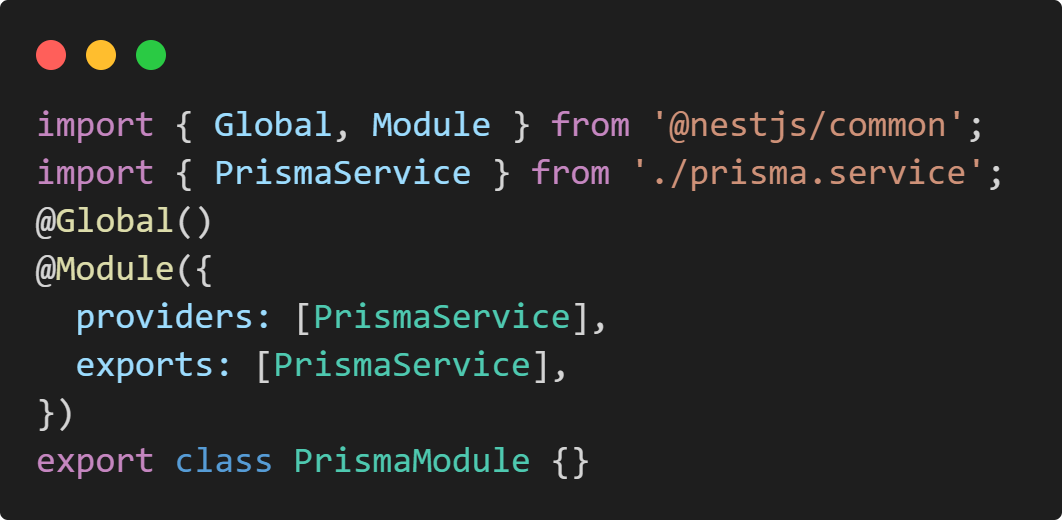 import { Global, Module } from '@nestjs/common';
import { PrismaService } from './prisma.service';
@Global()
@Module({
  providers: [PrismaService],
  exports: [PrismaService],
})
export class PrismaModule {}